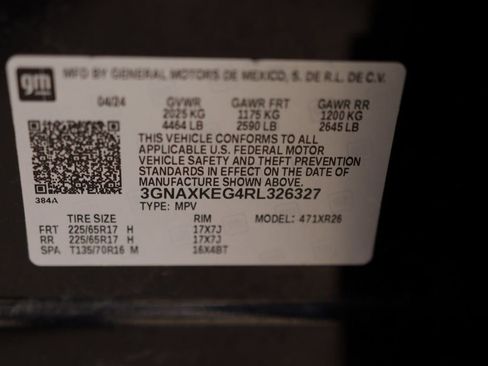 gm
MFD BY GENERAL MOTORS DE MEXICO, S. DE R.L. DE C.V.
04/24 GVWR GAWR FRT GAWR RR
2025 KG 1175 KG 1200 KG
4464 LB 2590 LB 2645 LB
THIS VEHICLE CONFORMS TO ALL
APPLICABLE U.S. FEDERAL MOTOR
VEHICLE SAFETY AND THEFT PREVENTION
STANDARDS IN EFFECT ON THE DATE OF
MANUFACTURE SHOWN ABOVE.
384A 3GNAXKEG4RL326327
TYPE: MPV MODEL: 471XR26
TIRE SIZE RIM
FRT 225/65R17 H 17X7J
RR 225/65R17 H 17X7J
SPA T135/70R16 M 16X4BT